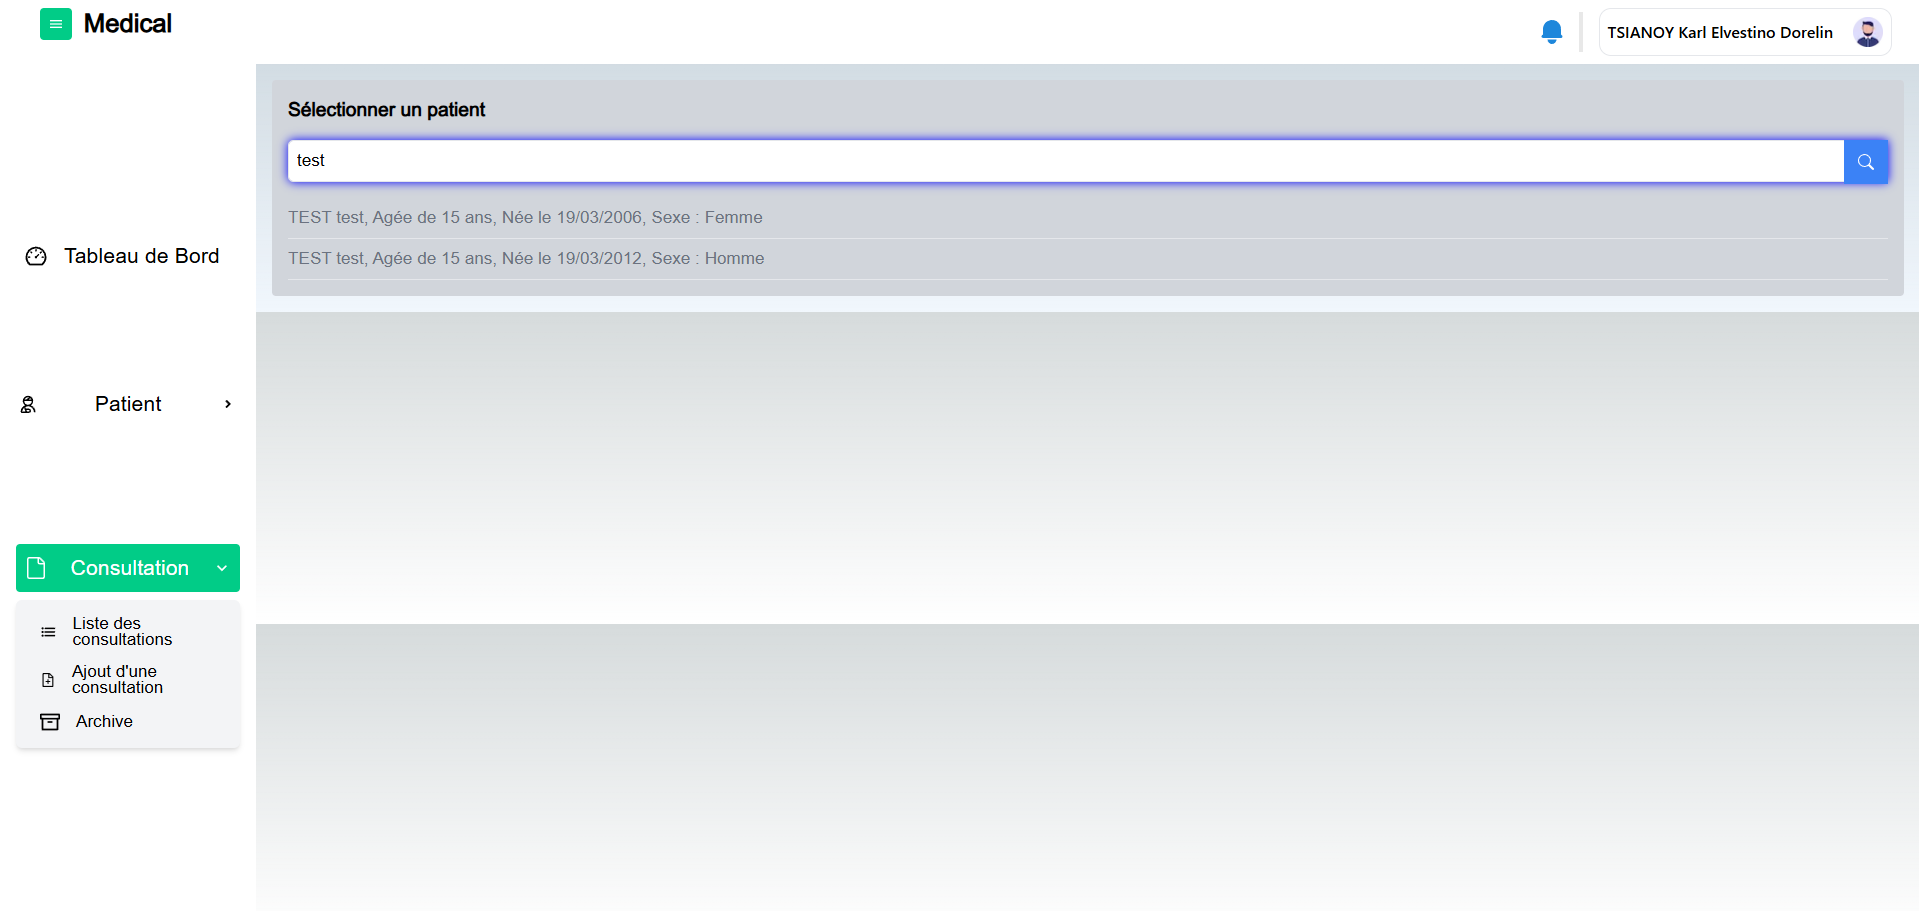 Medical
TSIANOY Karl Elvestino Dorelin
Sélectionner un patient
test
TEST test, Agée de 15 ans, Née le 19/03/2006, Sexe : Femme
TEST test, Agée de 15 ans, Née le 19/03/2012, Sexe : Homme
Tableau de Bord
Patient
Consultation
Liste des
consultations
Ajout d'une
consultation
Archive